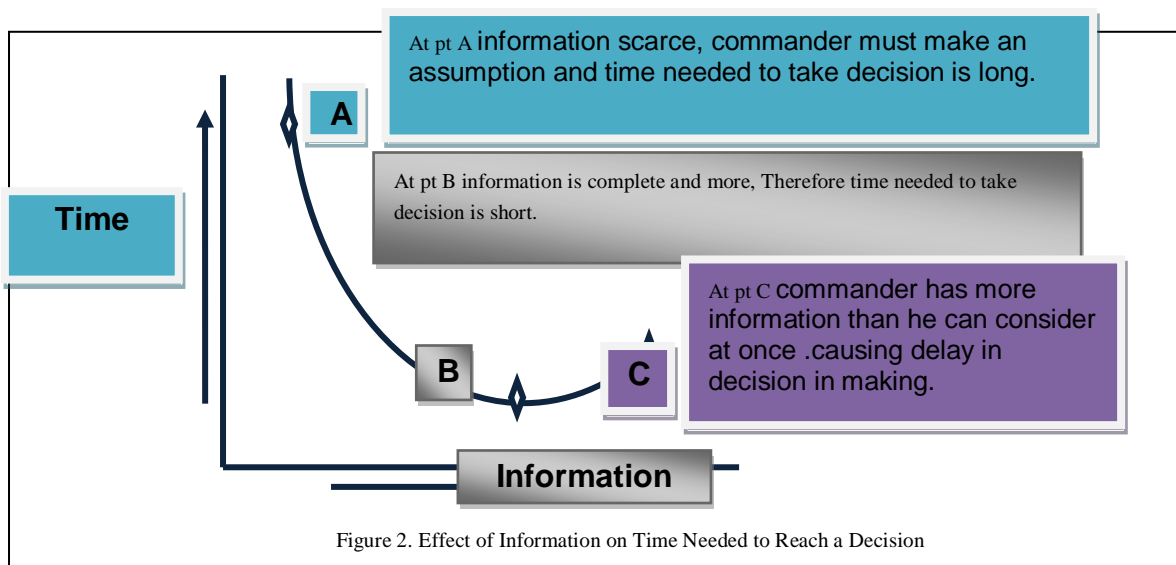 At pt A information scarce, commander must make an
assumption and time needed to take decision is long.
A
At pt B information is complete and more, Therefore time needed to take
decision is short.
Time
At pt C commander has more
information than he can consider
at once .causing delay in
decision in making.
B
C
Information
Figure 2. Effect of Information on Time Needed to Reach a Decision